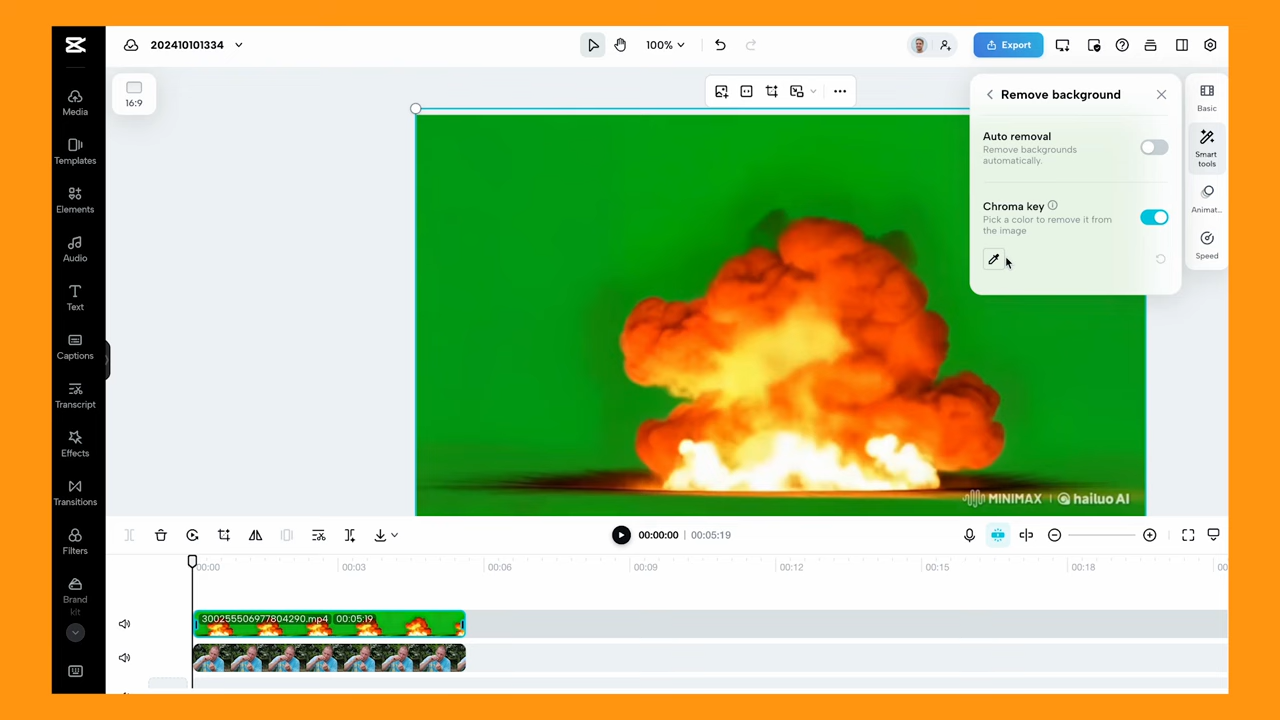 202410101334
100%
Export
16:9
Media
Templates
Elements
Audio
Text
Captions
Transcript
Effects
Transitions
Filters
Brand
kit
Remove background
Auto removal
Remove backgrounds
automatically.
Chroma key
Pick a color to remove it from
the image
Basic
Smart
tools
Animat...
Speed
MINIMAX | hailuo AI
00:00:00 | 00:05:19
00:00
00:03
00:06
00:09
00:12
00:15
00:18
00
300255506977804290.mp4 00:05:19